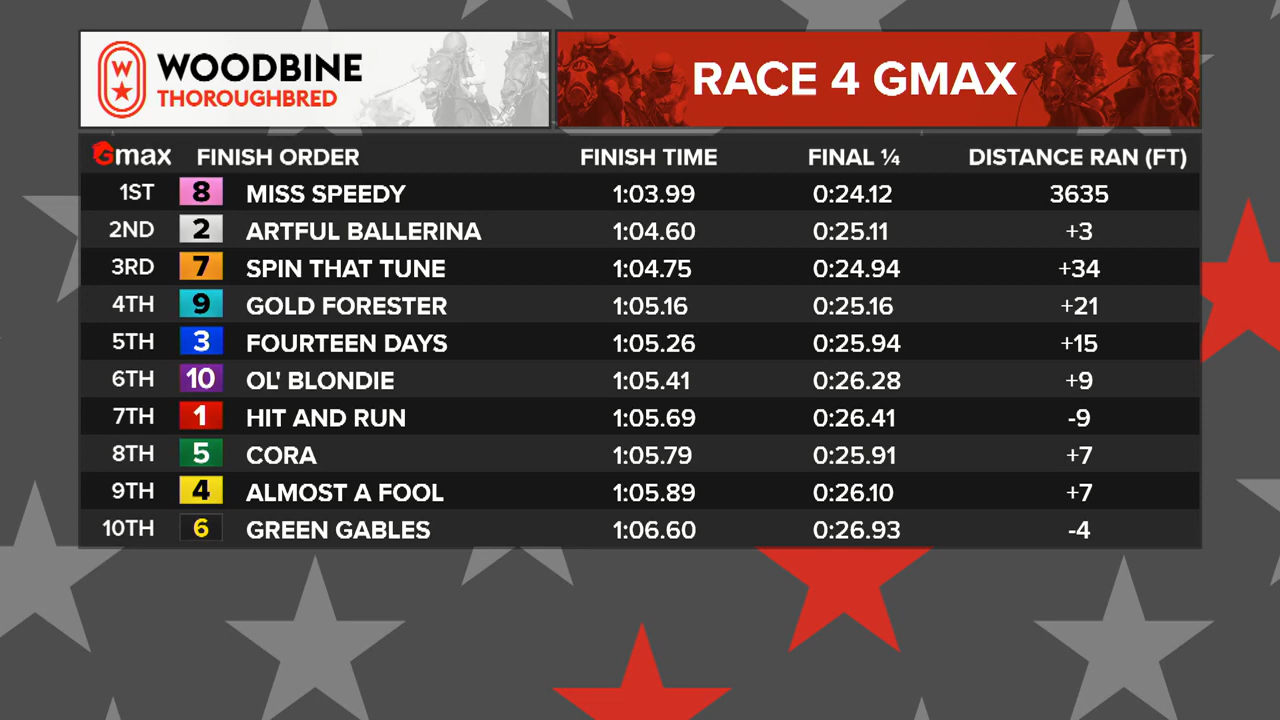 WOODBINE
THOROUGHBRED
W
RACE 4 GMAX
Gmax FINISH ORDER FINISH TIME FINAL ¼ DISTANCE RAN (FT)
1ST 8 MISS SPEEDY 1:03.99 0:24.12 3635
2ND 2 ARTFUL BALLERINA 1:04.60 0:25.11 +3
3RD 7 SPIN THAT TUNE 1:04.75 0:24.94 +34
4TH 9 GOLD FORESTER 1:05.16 0:25.16 +21
5TH 3 FOURTEEN DAYS 1:05.26 0:25.94 +15
6TH 10 OL' BLONDIE 1:05.41 0:26.28 +9
7TH 1 HIT AND RUN 1:05.69 0:26.41 -9
8TH 5 CORA 1:05.79 0:25.91 +7
9TH 4 ALMOST A FOOL 1:05.89 0:26.10 +7
10TH 6 GREEN GABLES 1:06.60 0:26.93 -4